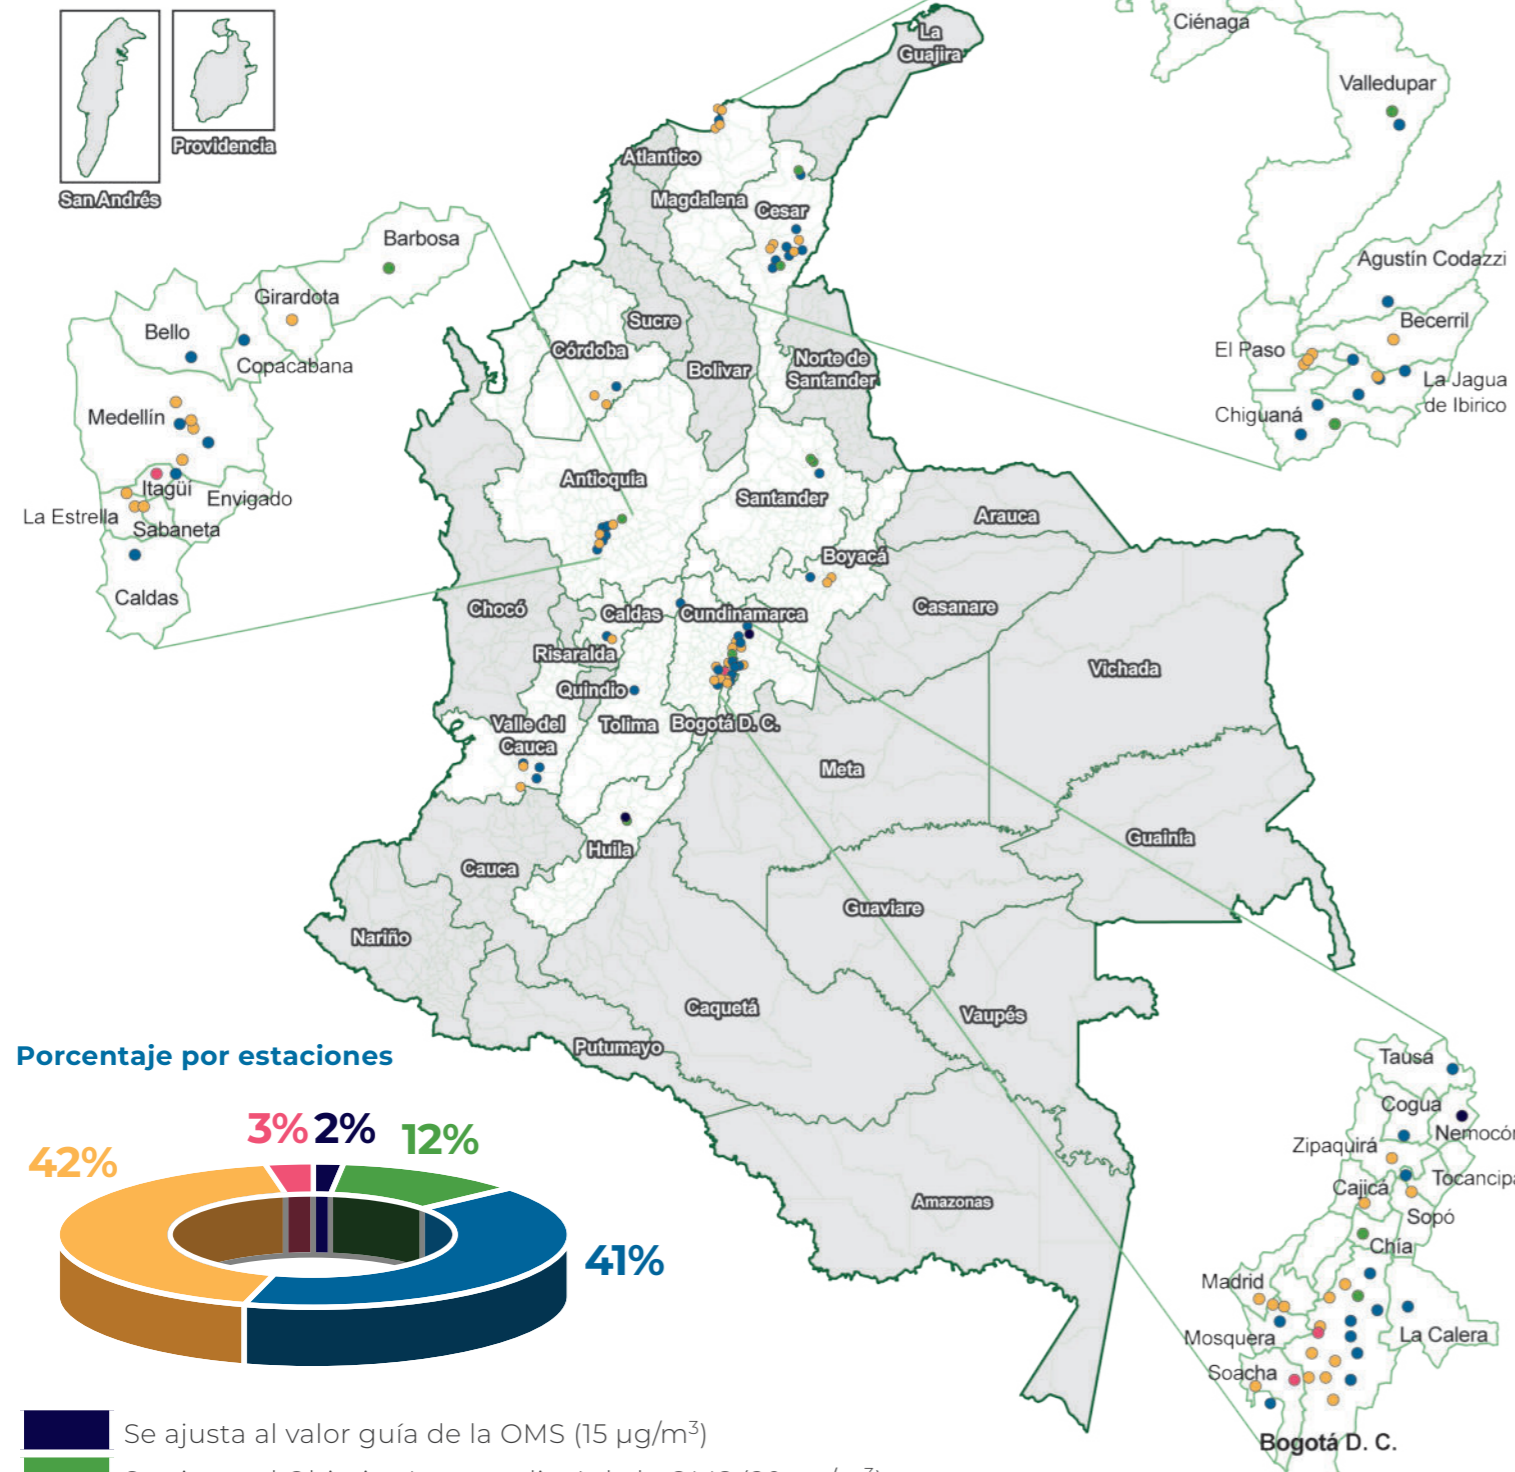 Ciénaga
La
Guajira
Valledupar
Providencia
Atlantico
San Andrés
Magdalena
Cesar
Barbosa
Agustín Codazzi
Girardota
Becerril
Sucre
Bello
El Paso
Córdoba
Norte de
Santander
Copacabana
Bolivar
La Jagua
de Ibirico
Chiguaná
Medellín
Antioquia
Itagüí
Envigado
Santander
La Estrella
Sabaneta
Arauca
Boyacá
Caldas
Chocó
Caldas
Cundinamarca
Casanare
Risaralda
Vichada
Quindio
Valle del
Cauca
Tolima
Bogotá D. C.
Meta
Guainía
Huila
Cauca
Guaviare
Nariño
Caquetá
Vaupés
Putumayo
Amazonas
Porcentaje por estaciones
3%
2%
12%
42%
41%
Tausá
Cogua
Nemocón
Zipaquirá
Tocancipá
Cajicá
Sopó
Chía
Madrid
Mosquera
La Calera
Soacha
Bogotá D. C.
Se ajusta al valor guía de la OMS (15 µg/m³)